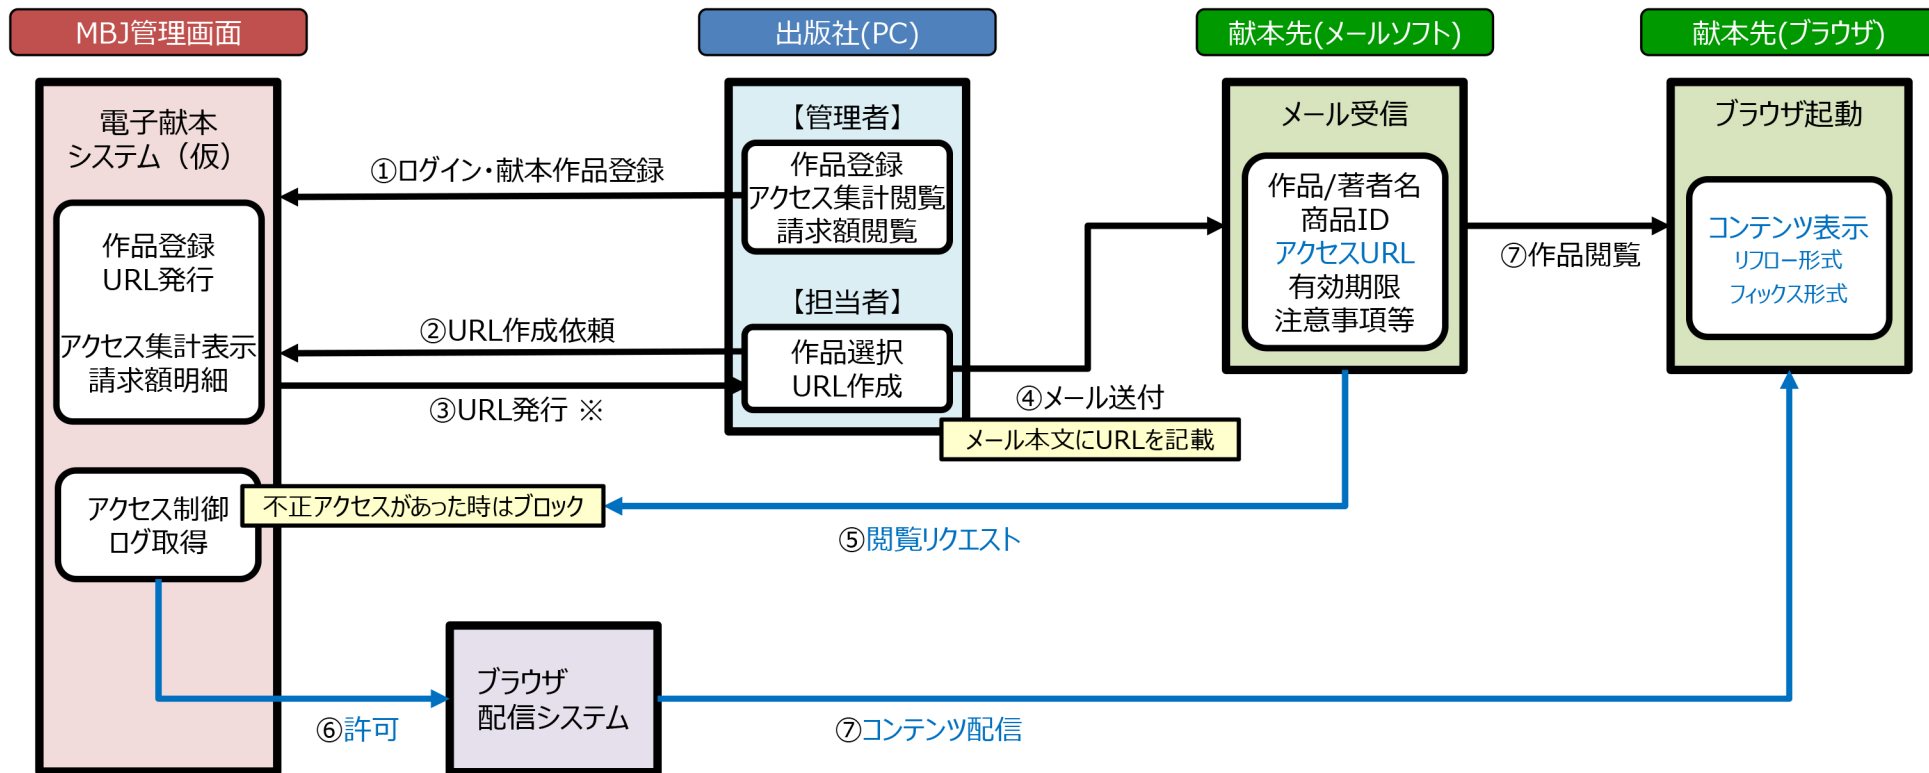 MBJ管理画面
出版社(PC)
献本先(メールソフト)
献本先(ブラウザ)
電子献本
システム（仮）
作品登録
URL発行
アクセス集計表示
請求額明細
アクセス制御
ログ取得
①ログイン・献本作品登録
②URL作成依頼
③URL発行 ※
【管理者】
作品登録
アクセス集計閲覧
請求額閲覧
【担当者】
作品選択
URL作成
④メール送付
メール本文にURLを記載
メール受信
作品/著者名
商品ID
アクセスURL
有効期限
注意事項等
⑦作品閲覧
ブラウザ起動
コンテンツ表示
リフロー形式
フィックス形式
不正アクセスがあった時はブロック
⑤閲覧リクエスト
⑥許可
ブラウザ
配信システム
⑦コンテンツ配信